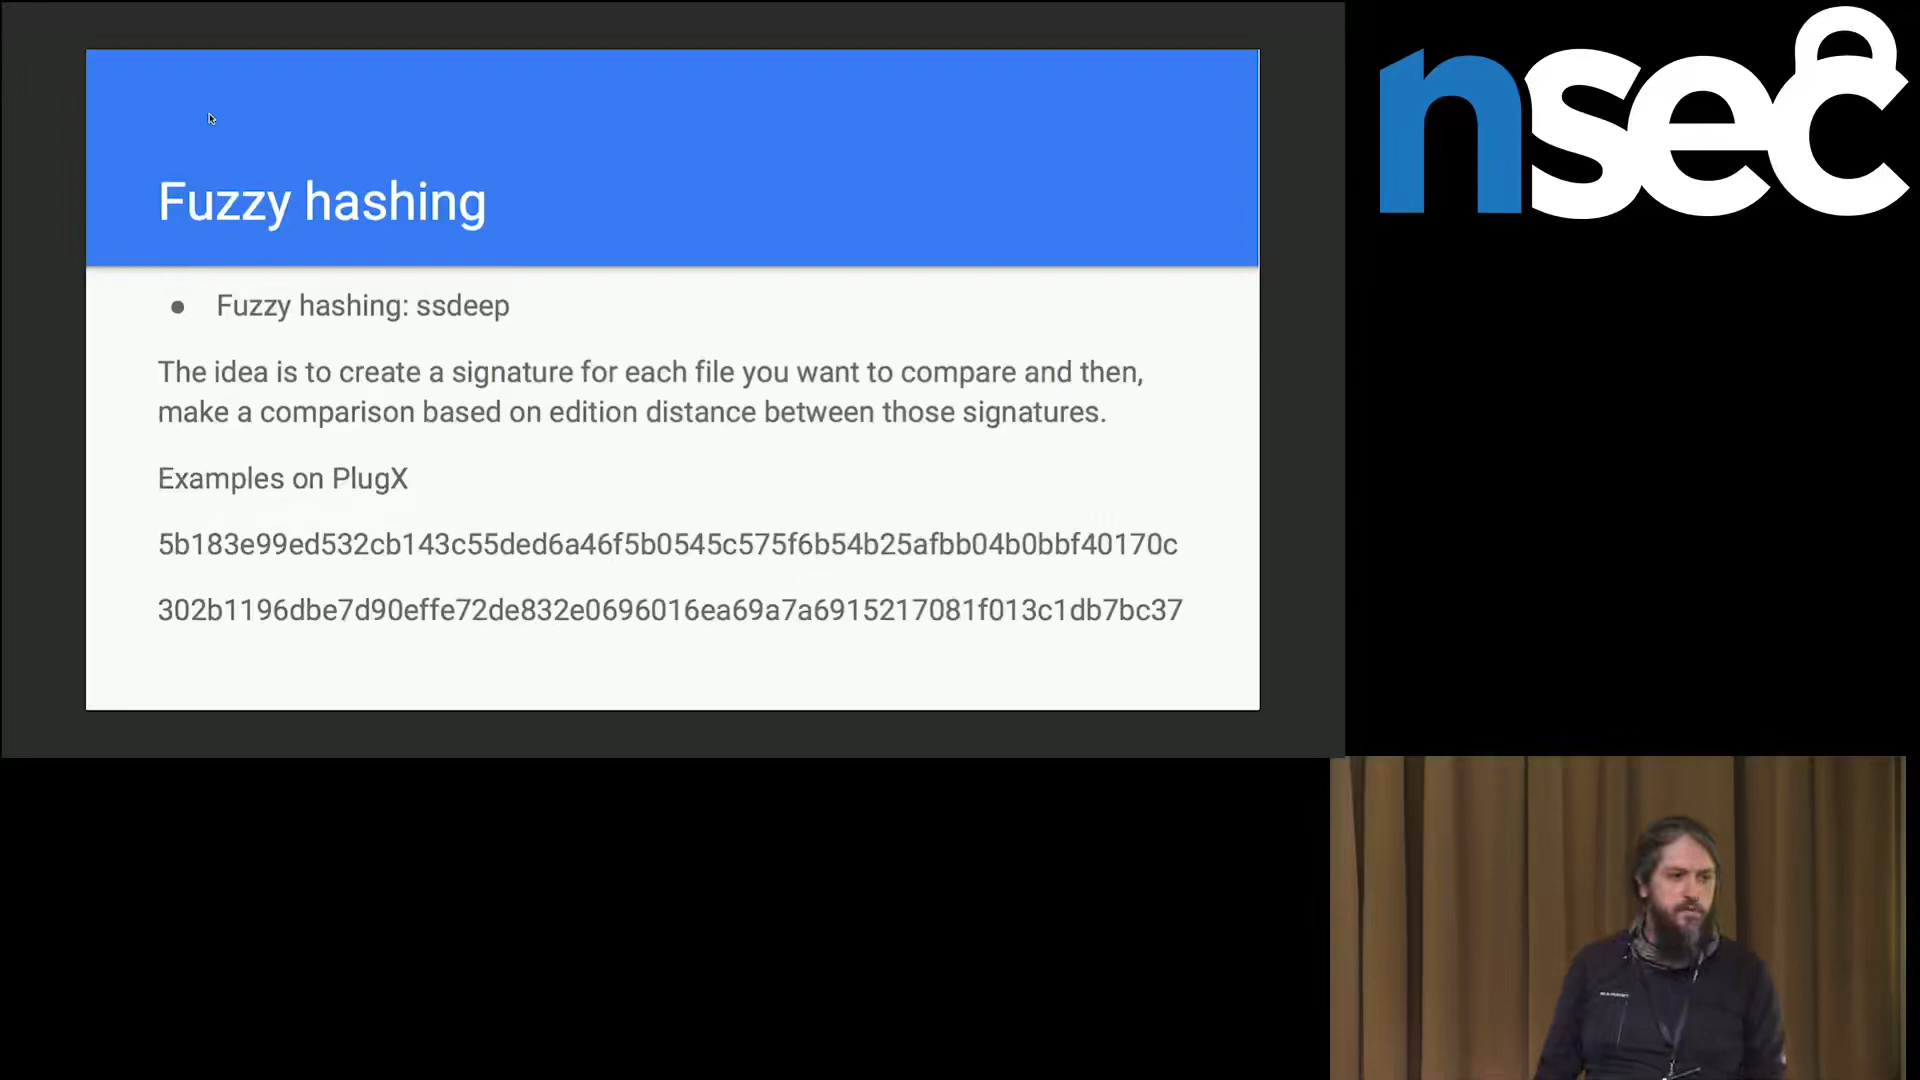 Fuzzy hashing
● Fuzzy hashing: ssdeep
The idea is to create a signature for each file you want to compare and then,
make a comparison based on edition distance between those signatures.
Examples on PlugX
5b183e99ed532cb143c55ded6a46f5b0545c575f6b54b25afbb04b0bbf40170c
302b1196dbe7d90effe72de832e0696016ea69a7a6915217081f013c1db7bc37
nsec